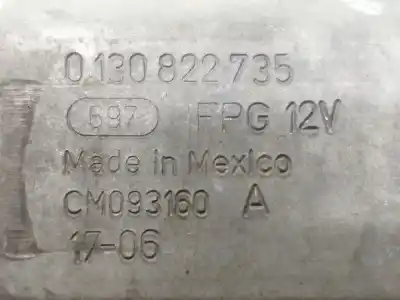 0 130 822 735
697 FPG 12V
Made in Mexico
CM093160 A
17-06